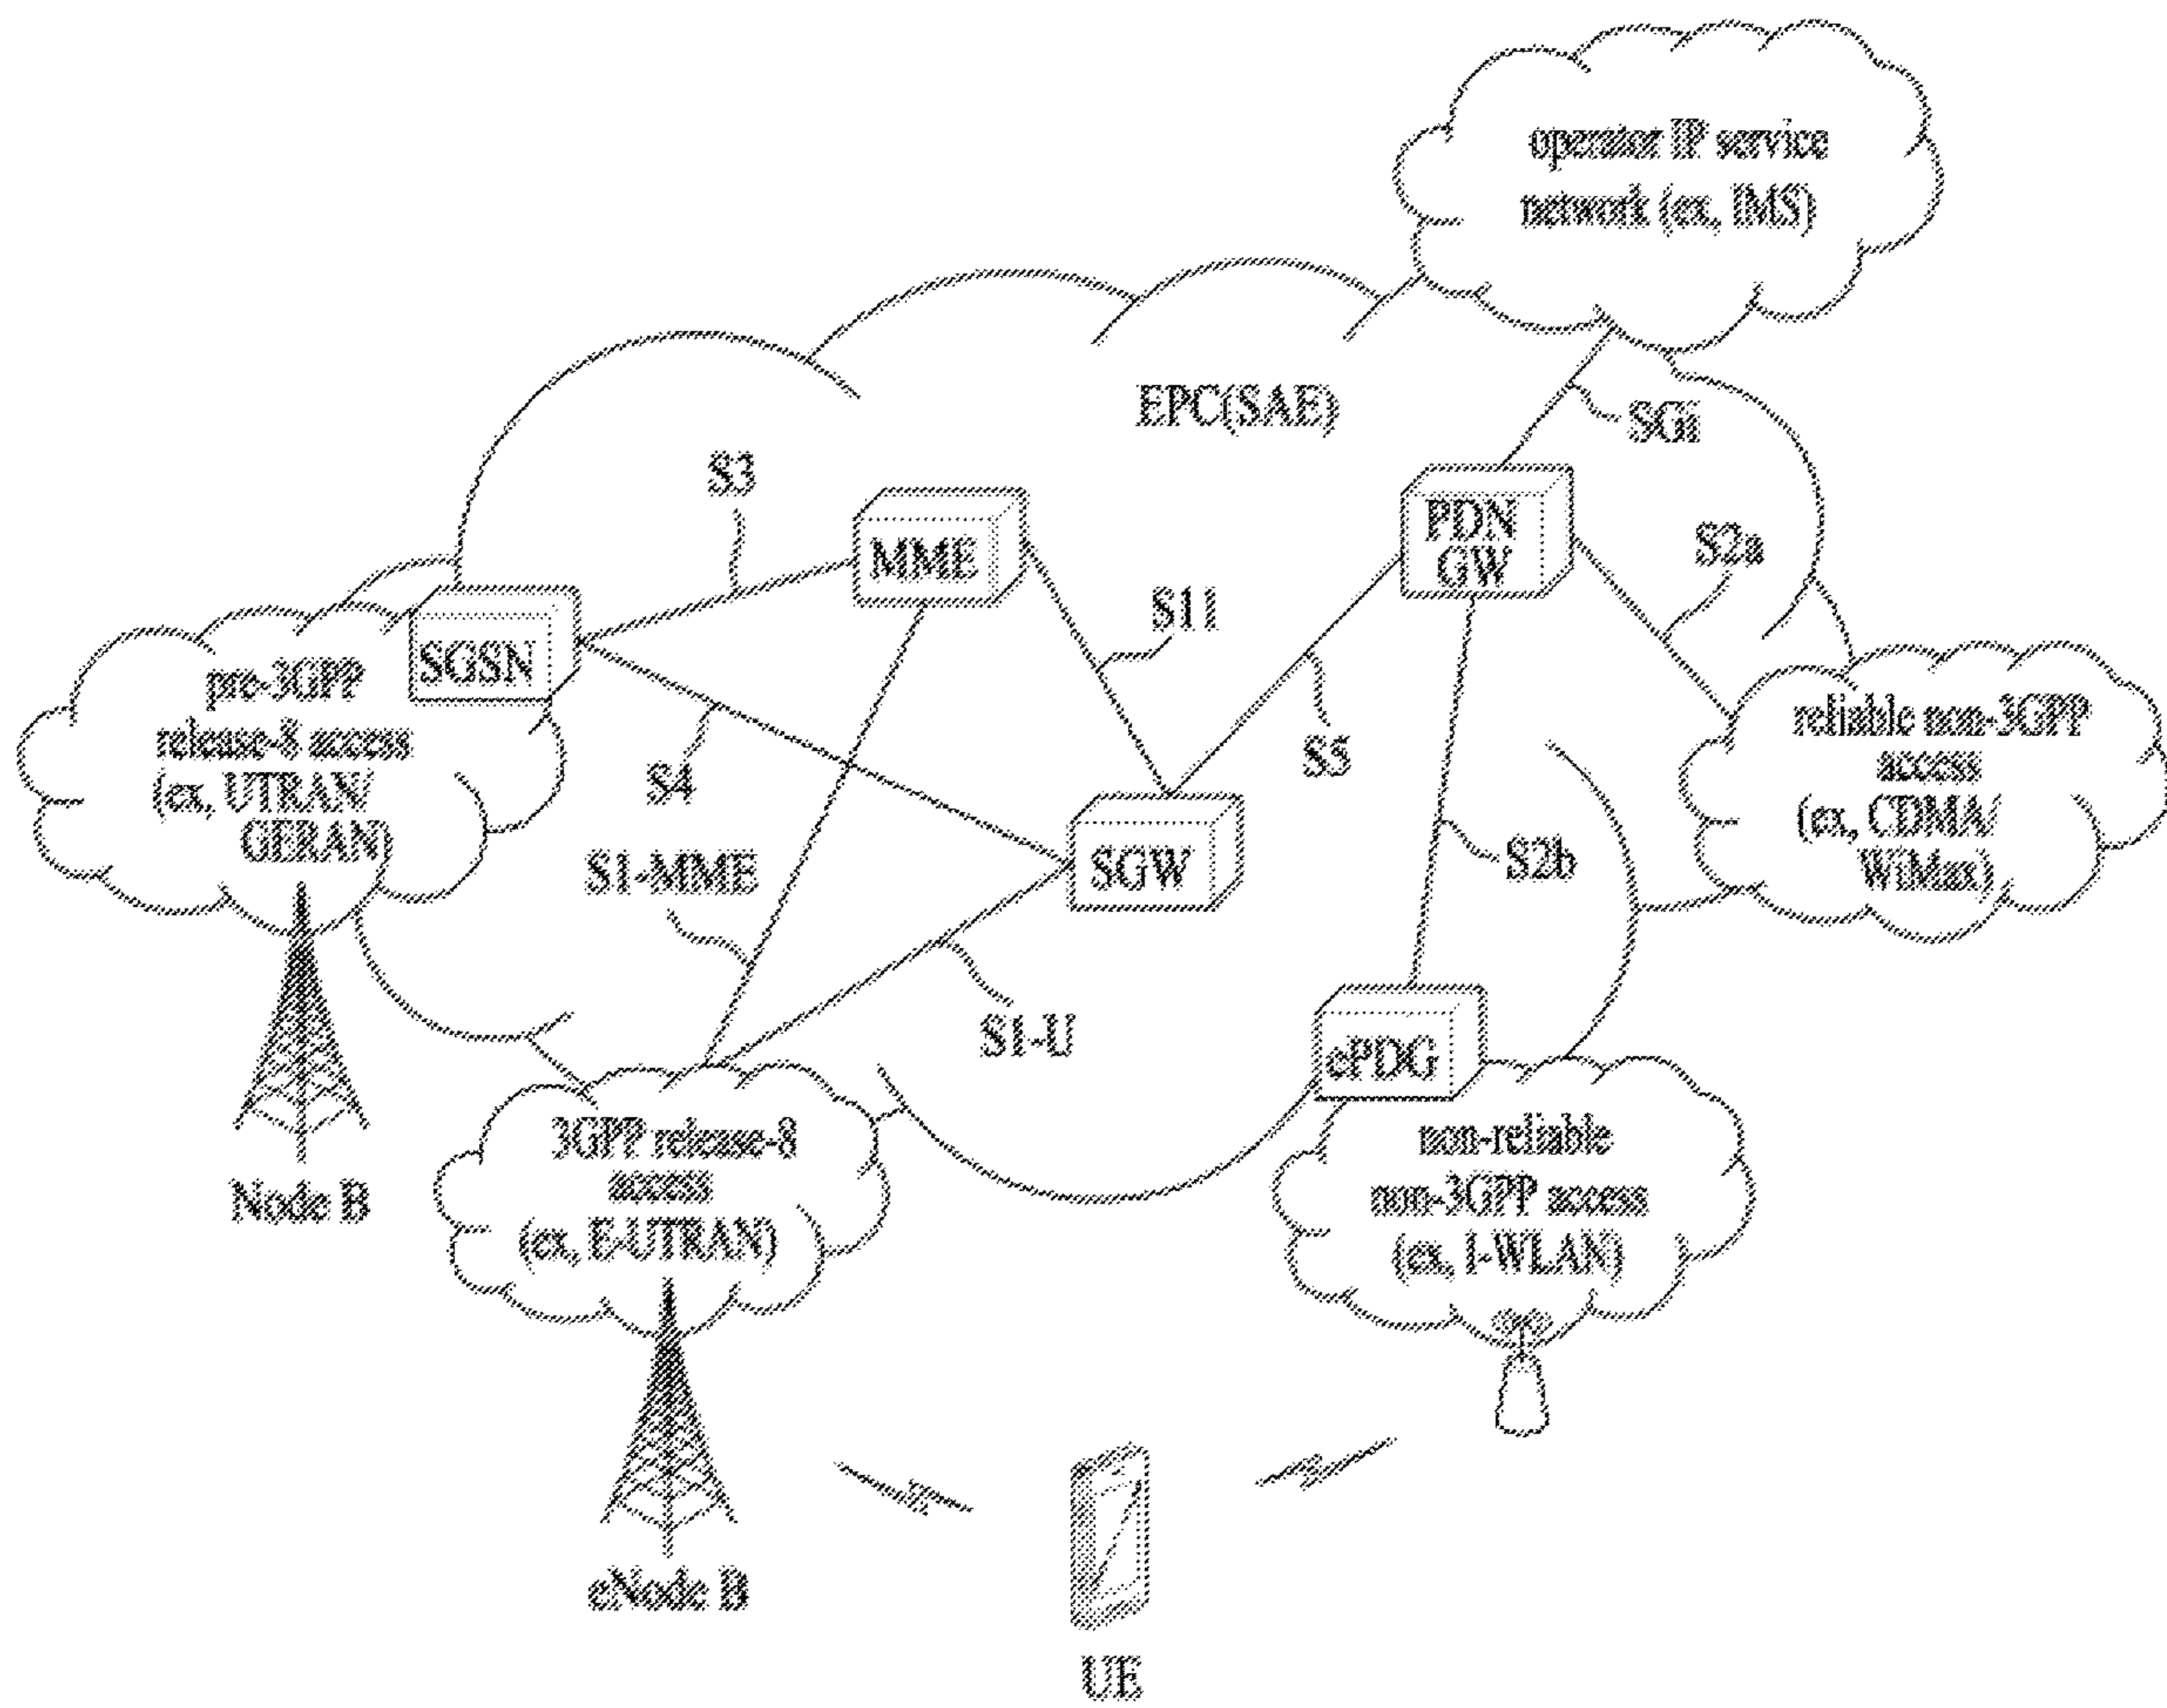 operator IP service
network (ex, IMS)
EPC(SAE)
SGi
S3
MME
PDN
GW
S2a
S11
SGSN
pre-3GPP
release-8 access
(ex, UTRAN/
GERAN)
reliable non-3GPP
access
(ex, CDMA/
WiMax)
S5
S4
S1-MME
SGW
S2b
S1-U
ePDG
Node B
3GPP release-8
access
(ex, E-UTRAN)
non-reliable
non-3GPP access
(ex, I-WLAN)
eNode B
UE